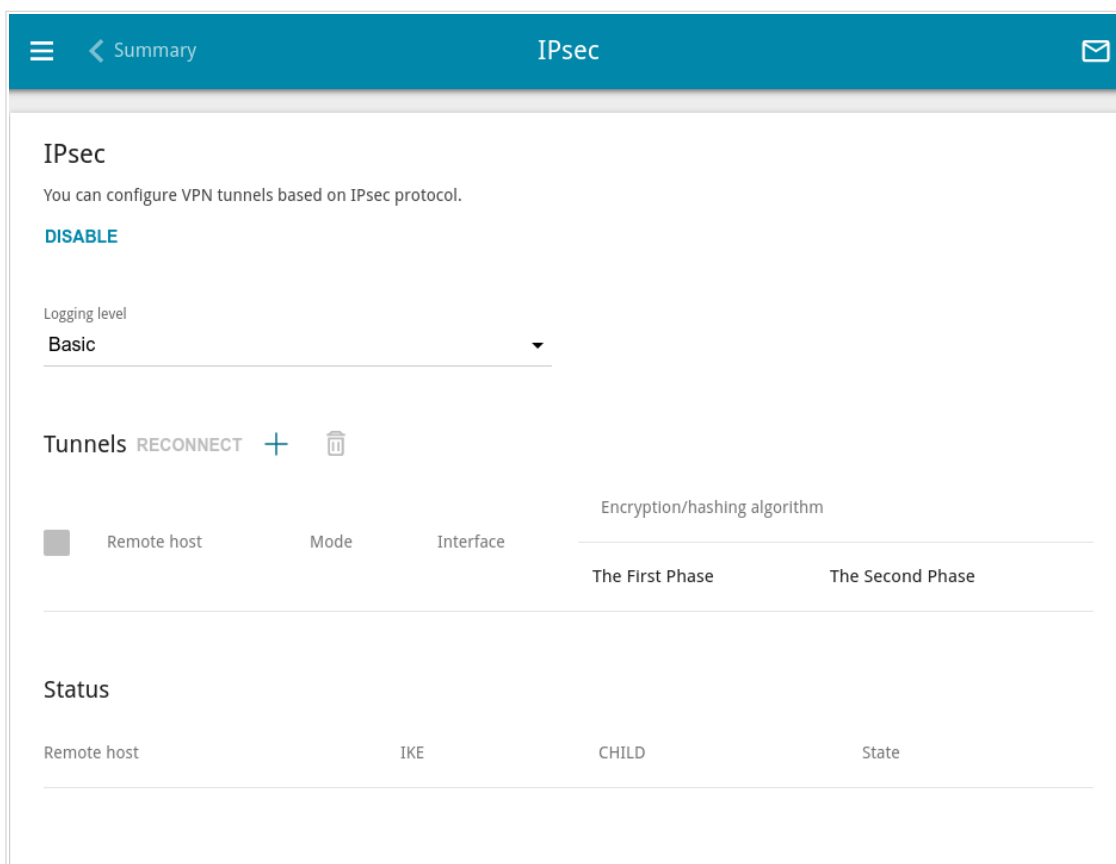 Summary IPsec
IPsec
You can configure VPN tunnels based on IPsec protocol.
DISABLE
Logging level
Basic
Tunnels RECONNECT
Encryption/hashing algorithm
Remote host Mode Interface
The First Phase The Second Phase
Status
Remote host IKE CHILD State